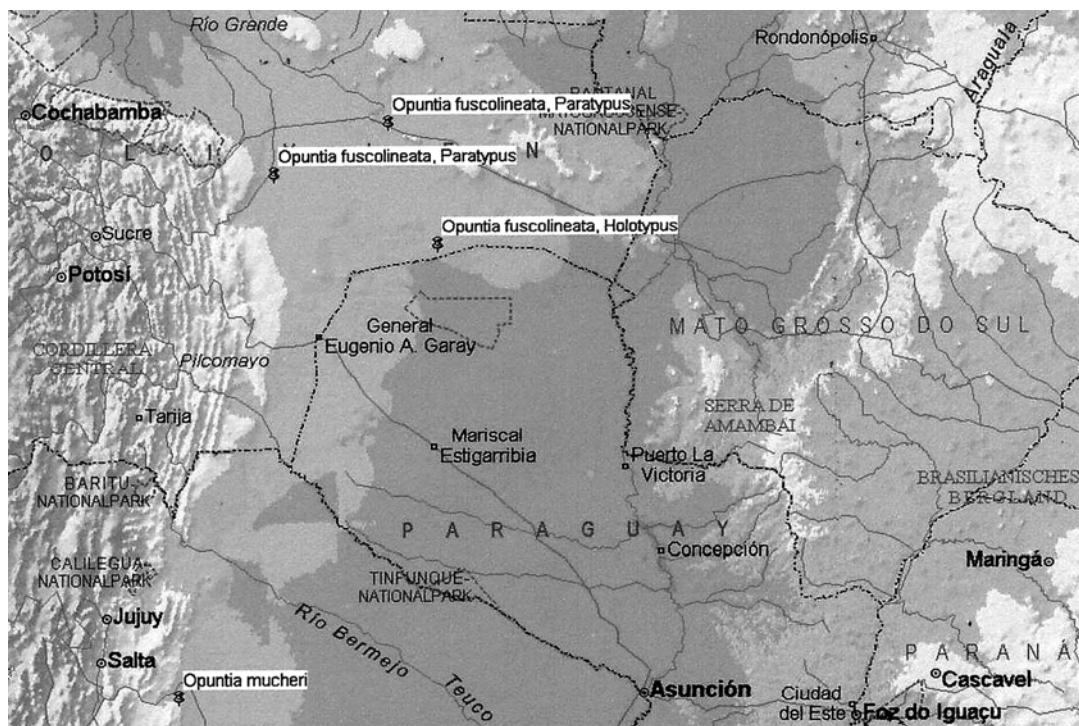 Río Grande
Rondonópolis
Araguaia
Opuntia fuscolineata, Paratypus
PANTANAL
MATOGROSSENSE-
NATIONALPARK
Cochabamba
Opuntia fuscolineata, Paratypus
O L I
E N
Opuntia fuscolineata, Holotypus
Sucre
Potosí
General
Eugenio A. Garay
MATO GROSSO DO SUL
CORDILLERA
CENTRAL
Pilcomayo
Tarija
SERRA DE
AMAMBAI
Mariscal
Estigarribia
Puerto La
Victoria
BARITU-
NATIONALPARK
BRASILIANISCHES
BERGLAND
PARAGUAY
Concepción
Maringá
CALILEGUA-
NATIONALPARK
TINFUNQUÉ-
NATIONALPARK
Jujuy
Río Bermejo
Salta
PARANÁ
Opuntia mucheri
Teuco
Asunción
Ciudad
del Este
Cascavel
Foz do Iguaçu